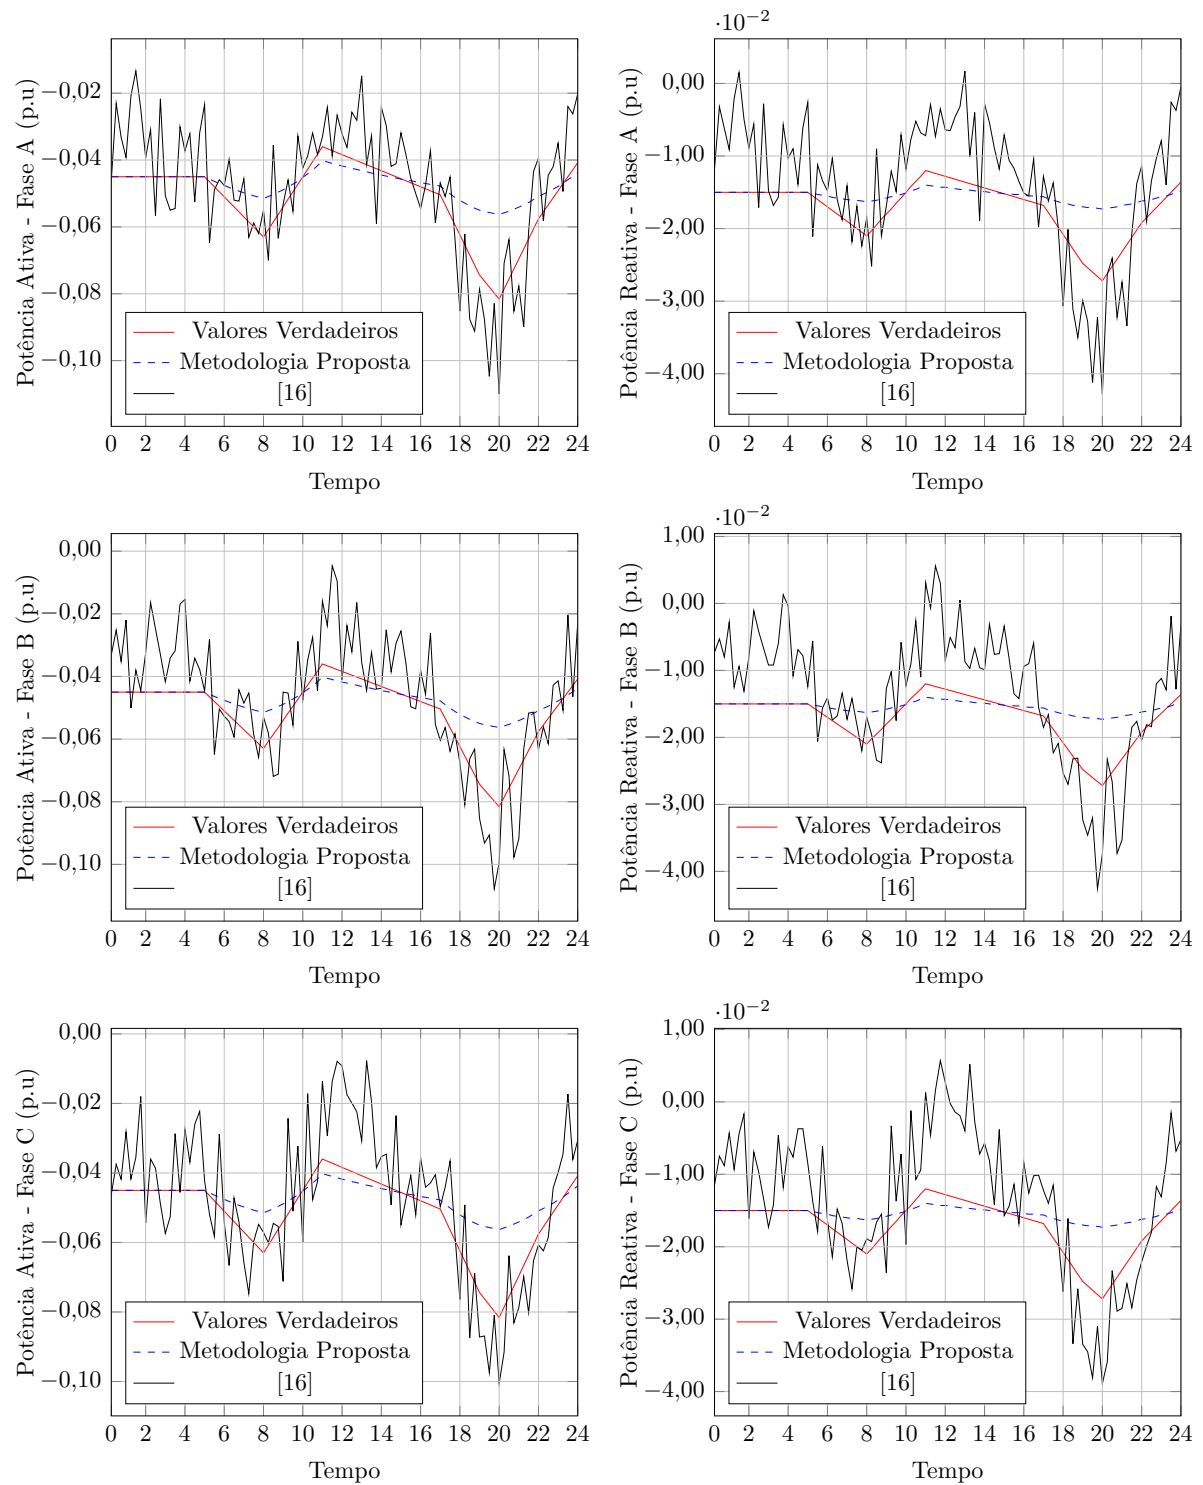 Potência Ativa - Fase A (p.u)
−0,02
−0,04
−0,06
−0,08
−0,10
Valores Verdadeiros
Metodologia Proposta
[16]
0 2 4 6 8 10 12 14 16 18 20 22 24
Tempo
·10−2
Potência Reativa - Fase A (p.u)
0,00
−1,00
−2,00
−3,00
−4,00
Valores Verdadeiros
Metodologia Proposta
[16]
0 2 4 6 8 10 12 14 16 18 20 22 24
Tempo
Potência Ativa - Fase B (p.u)
0,00
−0,02
−0,04
−0,06
−0,08
−0,10
Valores Verdadeiros
Metodologia Proposta
[16]
0 2 4 6 8 10 12 14 16 18 20 22 24
Tempo
·10−2
Potência Reativa - Fase B (p.u)
1,00
0,00
−1,00
−2,00
−3,00
−4,00
Valores Verdadeiros
Metodologia Proposta
[16]
0 2 4 6 8 10 12 14 16 18 20 22 24
Tempo
Potência Ativa - Fase C (p.u)
0,00
−0,02
−0,04
−0,06
−0,08
−0,10
Valores Verdadeiros
Metodologia Proposta
[16]
0 2 4 6 8 10 12 14 16 18 20 22 24
Tempo
·10−2
Potência Reativa - Fase C (p.u)
1,00
0,00
−1,00
−2,00
−3,00
−4,00
Valores Verdadeiros
Metodologia Proposta
[16]
0 2 4 6 8 10 12 14 16 18 20 22 24
Tempo